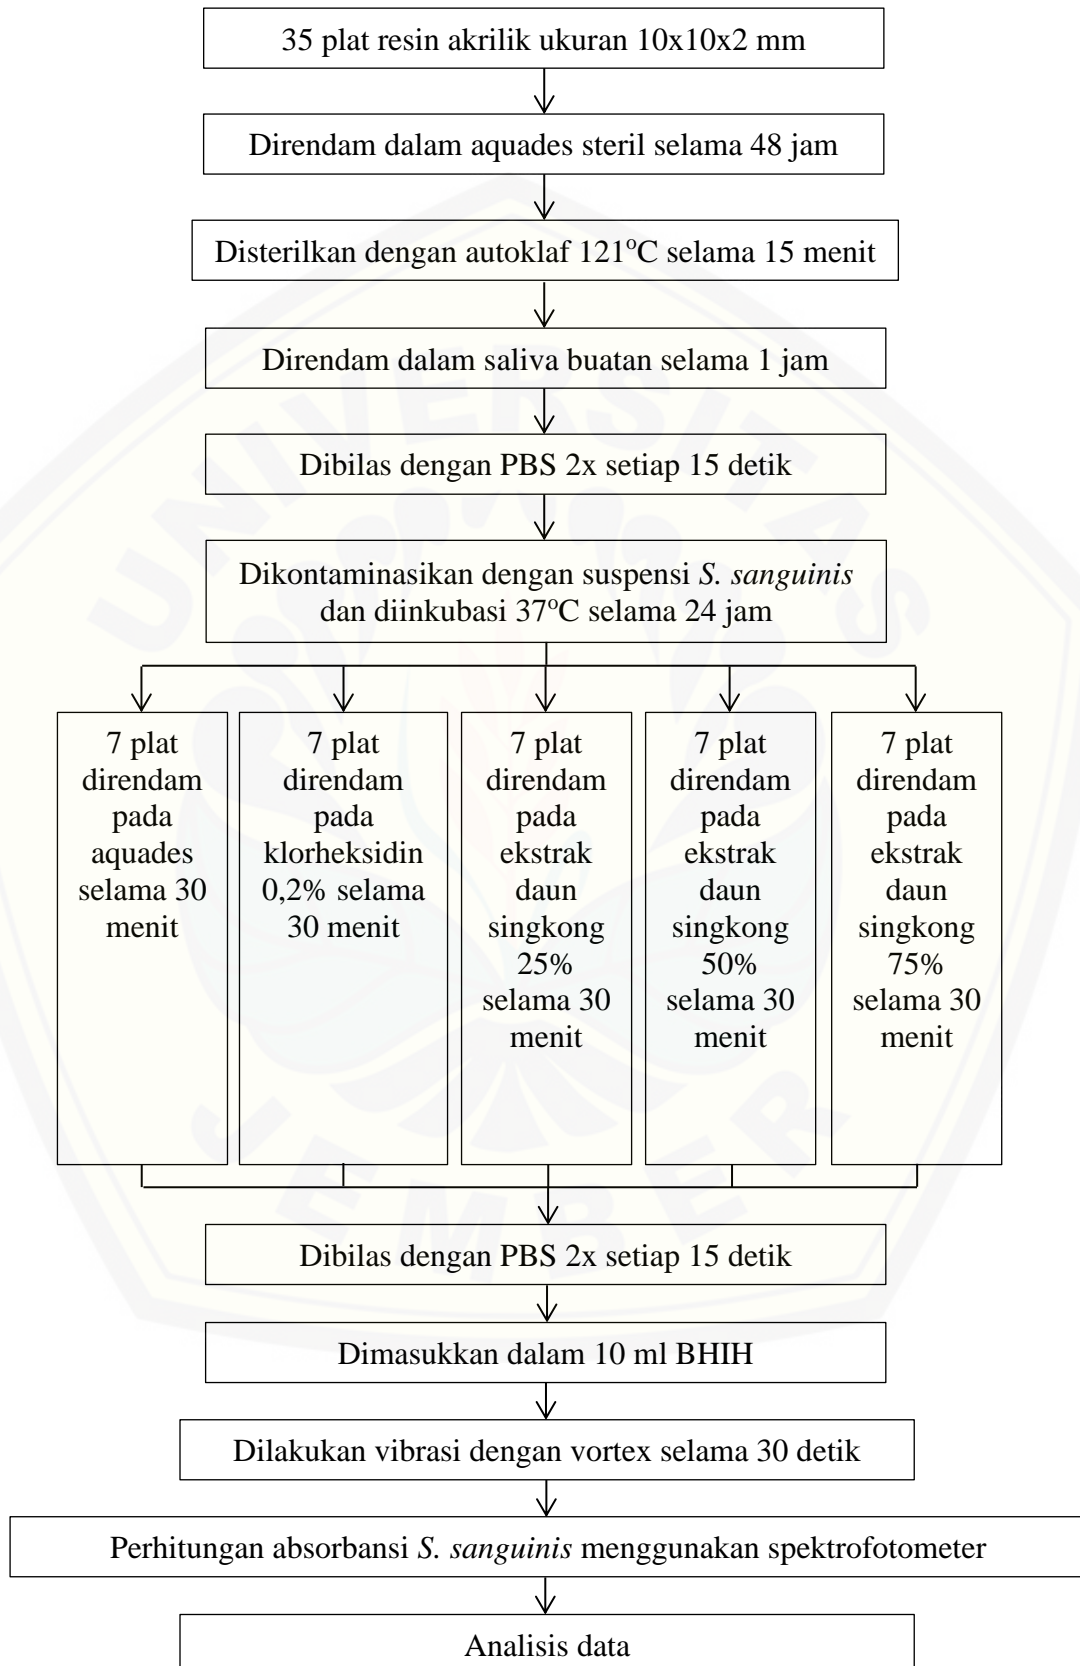 35 plat resin akrilik ukuran 10x10x2 mm
Direndam dalam aquades steril selama 48 jam
Disterilkan dengan autoklaf 121°C selama 15 menit
Direndam dalam saliva buatan selama 1 jam
Dibilas dengan PBS 2x setiap 15 detik
Dikontaminasikan dengan suspensi S. sanguinis
dan diinkubasi 37°C selama 24 jam
7 plat
direndam
pada
aquades
selama 30
menit
7 plat
direndam
pada
klorheksidin
0,2% selama
30 menit
7 plat
direndam
pada
ekstrak
daun
singkong
25%
selama 30
menit
7 plat
direndam
pada
ekstrak
daun
singkong
50%
selama 30
menit
7 plat
direndam
pada
ekstrak
daun
singkong
75%
selama 30
menit
Dibilas dengan PBS 2x setiap 15 detik
Dimasukkan dalam 10 ml BHIH
Dilakukan vibrasi dengan vortex selama 30 detik
Perhitungan absorbansi S. sanguinis menggunakan spektrofotometer
Analisis data
UNIVERSITAS
JEMBER